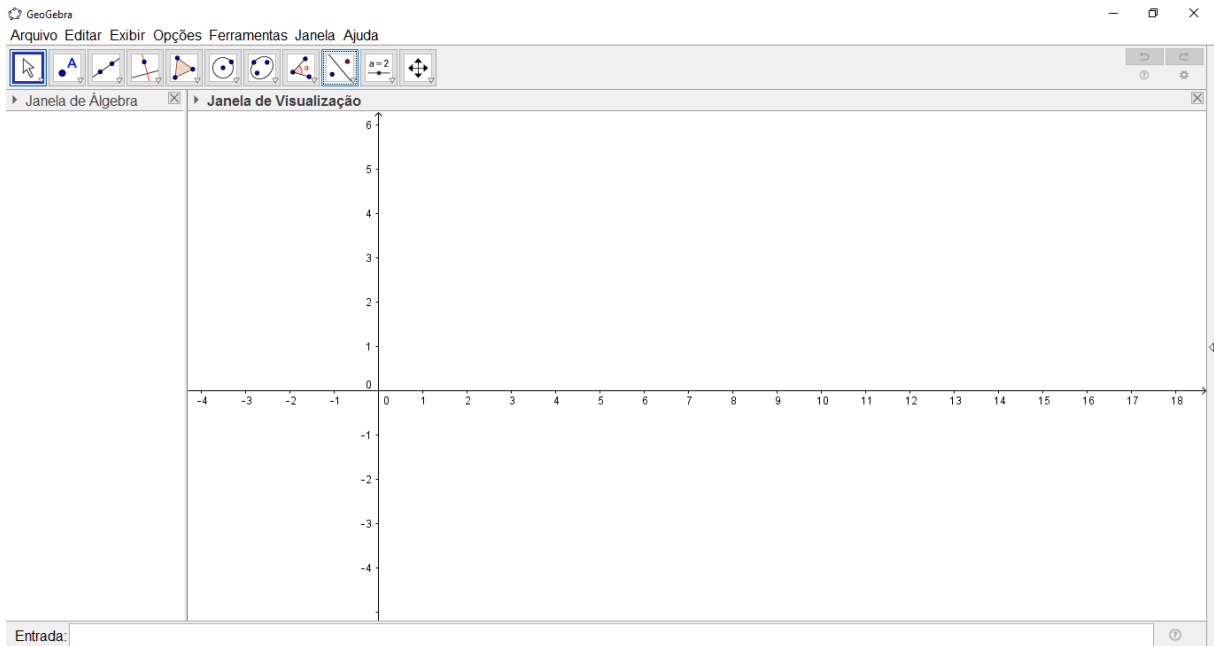 GeoGebra
Arquivo Editar Exibir Opções Ferramentas Janela Ajuda
A α a=2
Janela de Álgebra Janela de Visualização
6
5
4
3
2
1
0
-4 -3 -2 -1 0 1 2 3 4 5 6 7 8 9 10 11 12 13 14 15 16 17 18
-1
-2
-3
-4
Entrada: